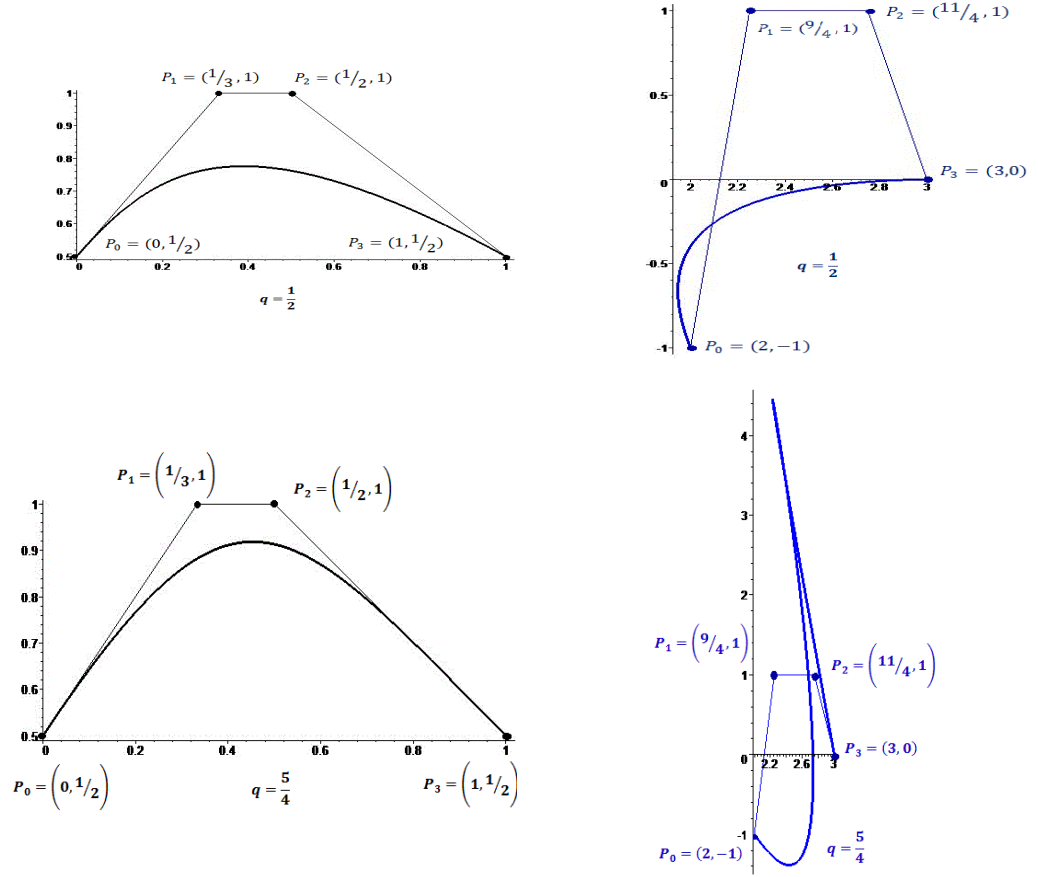 P₁ = (1/3, 1) P₂ = (1/2, 1)
1
0.9
0.8
0.7
0.6
0.5
P₀ = (0, 1/2) P₃ = (1, 1/2)
0 0.2 0.4 0.6 0.8 1
q = 1/2
1
P₂ = (11/4, 1)
P₁ = (9/4, 1)
0.5
0 2 2.2 2.4 2.6 2.8 3
P₃ = (3,0)
-0.5
q = 1/2
-1
P₀ = (2, −1)
P₁ = (1/3, 1)
P₂ = (1/2, 1)
1
0.9
0.8
0.7
0.6
0.5
0 0.2 0.4 0.6 0.8 1
P₀ = (0, 1/2) q = 5/4 P₃ = (1, 1/2)
4
3
2
P₁ = (9/4, 1)
P₂ = (11/4, 1)
1
P₃ = (3, 0)
0 2.2 2.6 3
-1
P₀ = (2, −1) q = 5/4